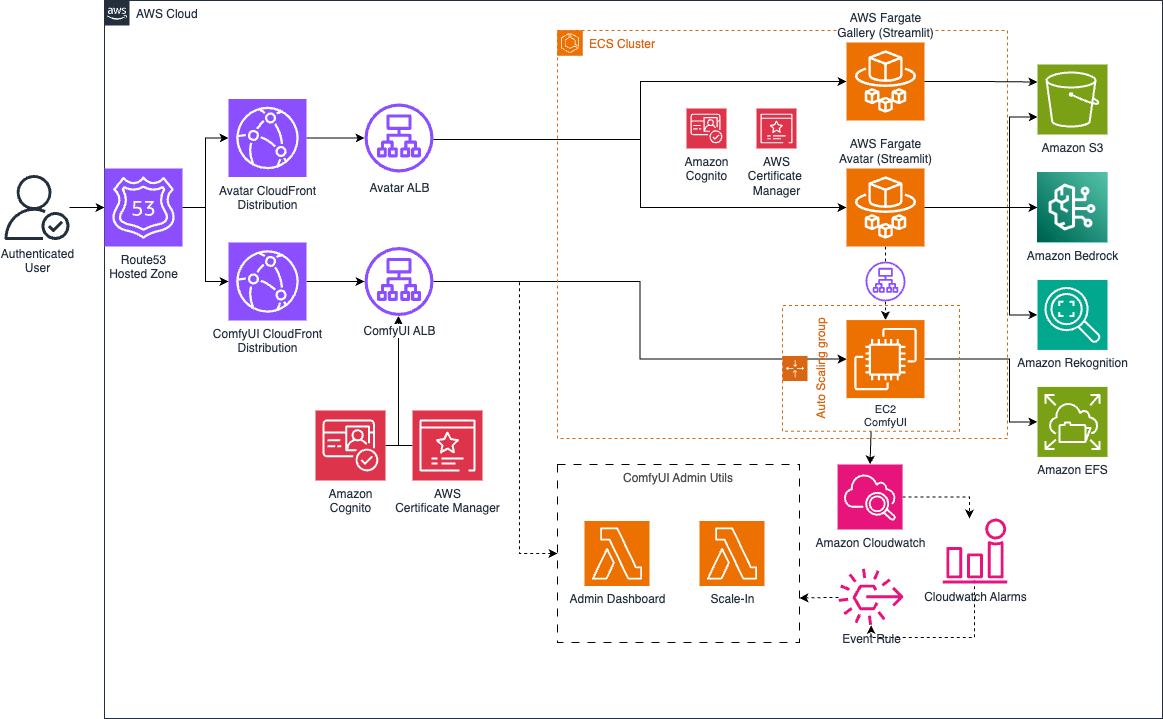 aws
AWS Cloud
AWS Fargate
Gallery (Streamlit)
ECS Cluster
Amazon S3
Amazon
Cognito
AWS
Certificate
Manager
AWS Fargate
Avatar (Streamlit)
Avatar CloudFront
Distribution
Avatar ALB
53
Route53
Hosted Zone
Authenticated
User
Amazon Bedrock
ComfyUI CloudFront
Distribution
ComfyUI ALB
Auto Scaling group
EC2
ComfyUI
Amazon Rekognition
Amazon EFS
Amazon
Cognito
AWS
Certificate Manager
ComfyUI Admin Utils
Admin Dashboard
Scale-In
Amazon Cloudwatch
Cloudwatch Alarms
Event Rule